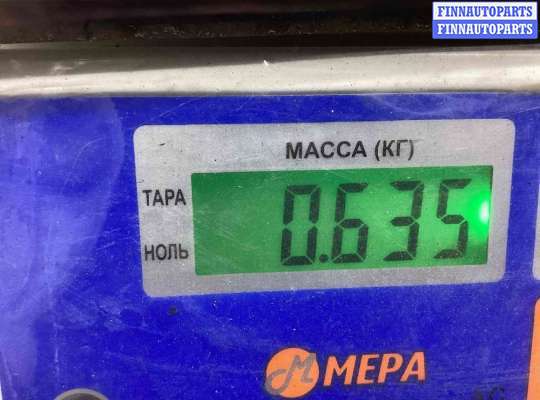 FINNAUTOPARTS
FINNAUTOPARTS
МАССА (КГ)
ТАРА
0.635
НОЛЬ
МЕРА